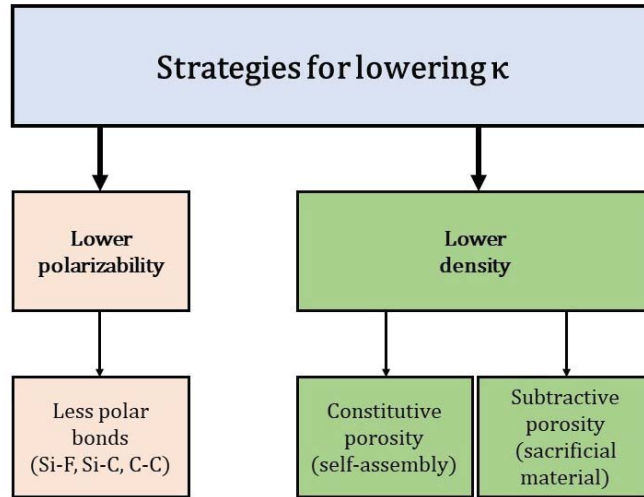 Strategies for lowering κ
Lower
polarizability
Lower
density
Less polar
bonds
(Si-F, Si-C, C-C)
Constitutive
porosity
(self-assembly)
Subtractive
porosity
(sacrificial
material)